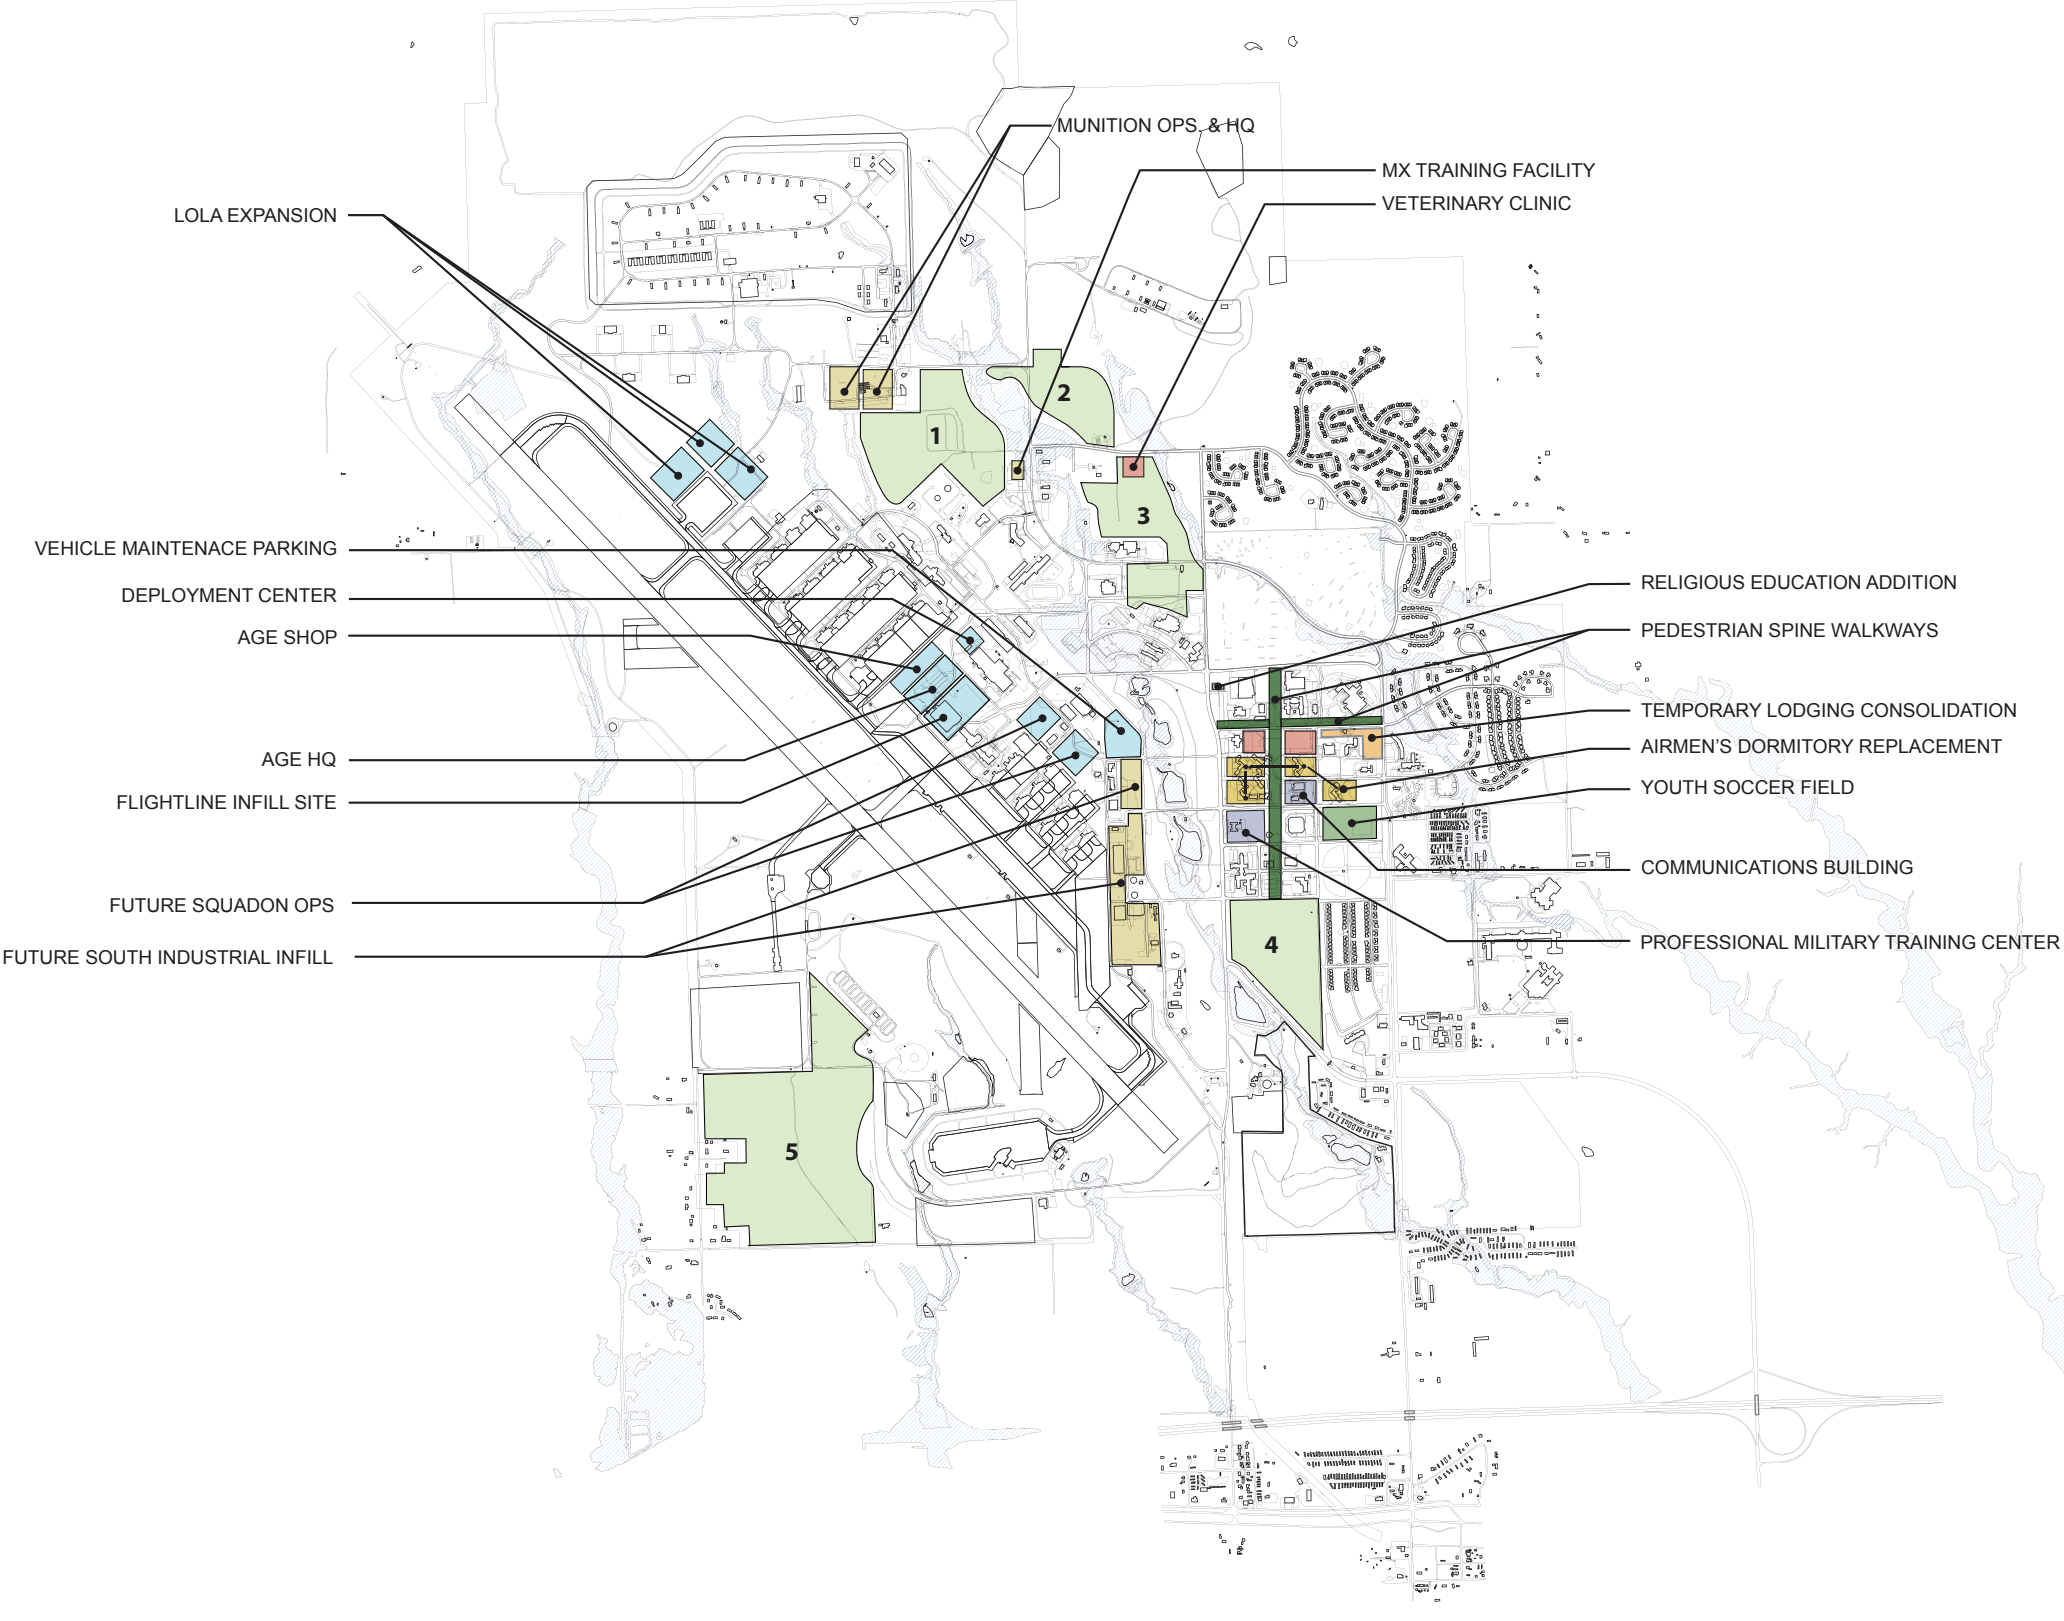 MUNITION OPS. & HQ
MX TRAINING FACILITY
VETERINARY CLINIC
LOLA EXPANSION
2
1
3
VEHICLE MAINTENACE PARKING
DEPLOYMENT CENTER
AGE SHOP
RELIGIOUS EDUCATION ADDITION
PEDESTRIAN SPINE WALKWAYS
TEMPORARY LODGING CONSOLIDATION
AIRMEN'S DORMITORY REPLACEMENT
AGE HQ
YOUTH SOCCER FIELD
FLIGHTLINE INFILL SITE
COMMUNICATIONS BUILDING
FUTURE SQUADON OPS
PROFESSIONAL MILITARY TRAINING CENTER
4
FUTURE SOUTH INDUSTRIAL INFILL
5